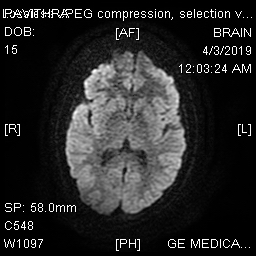 PEG compression, selection v...
DOB:
BRAIN
15
[AF]
4/3/2019
12:03:24 AM
[R]
[L]
SP: 58.0mm
C548
W1097
[PH]
GE MEDICA...